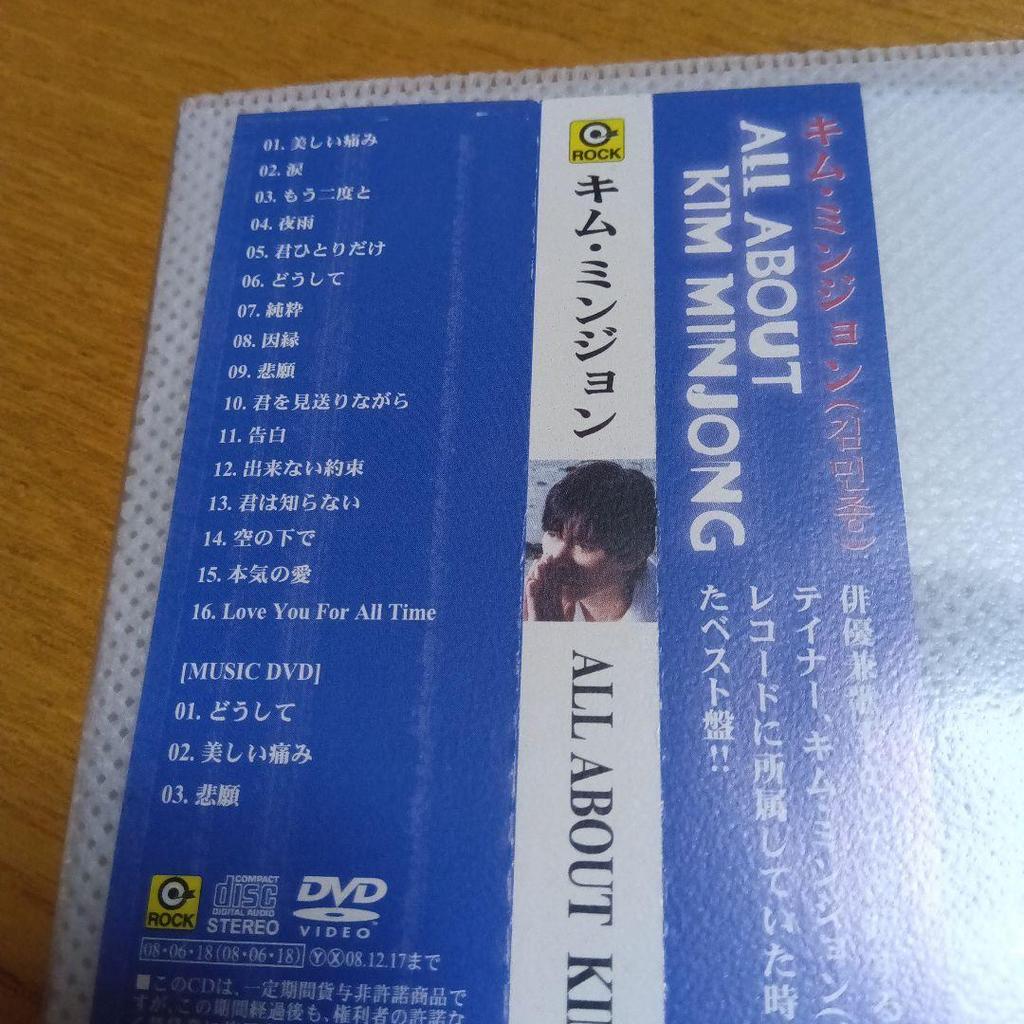 01. 美しい痛み
02. 涙
03. もう二度と
04. 夜雨
05. 君ひとりだけ
06. どうして
07. 純粋
08. 因縁
09. 悲願
10. 君を見送りながら
11. 告白
12. 出来ない約束
13. 君は知らない
14. 空の下で
15. 本気の愛
16. Love You For All Time
[MUSIC DVD]
01. どうして
02. 美しい痛み
03. 悲願
ROCK
COMPACT
disc
DIGITAL AUDIO
STEREO
DVD
VIDEO
08・06・18 (08・06・18) ⓎⓍ08.12.17まで
■このCDは、一定期間貸与非許諾商品で
すが、この期間経過後も、権利者の許諾な
ROCK
キム・ミンジョン
ALL ABOUT KI
キム・ミンジョン(김민종)
ALL ABOUT
KIM MINJONG
俳優兼
テイナー、キム・ミンジョン(
レコードに所属していた時
たベスト盤!!